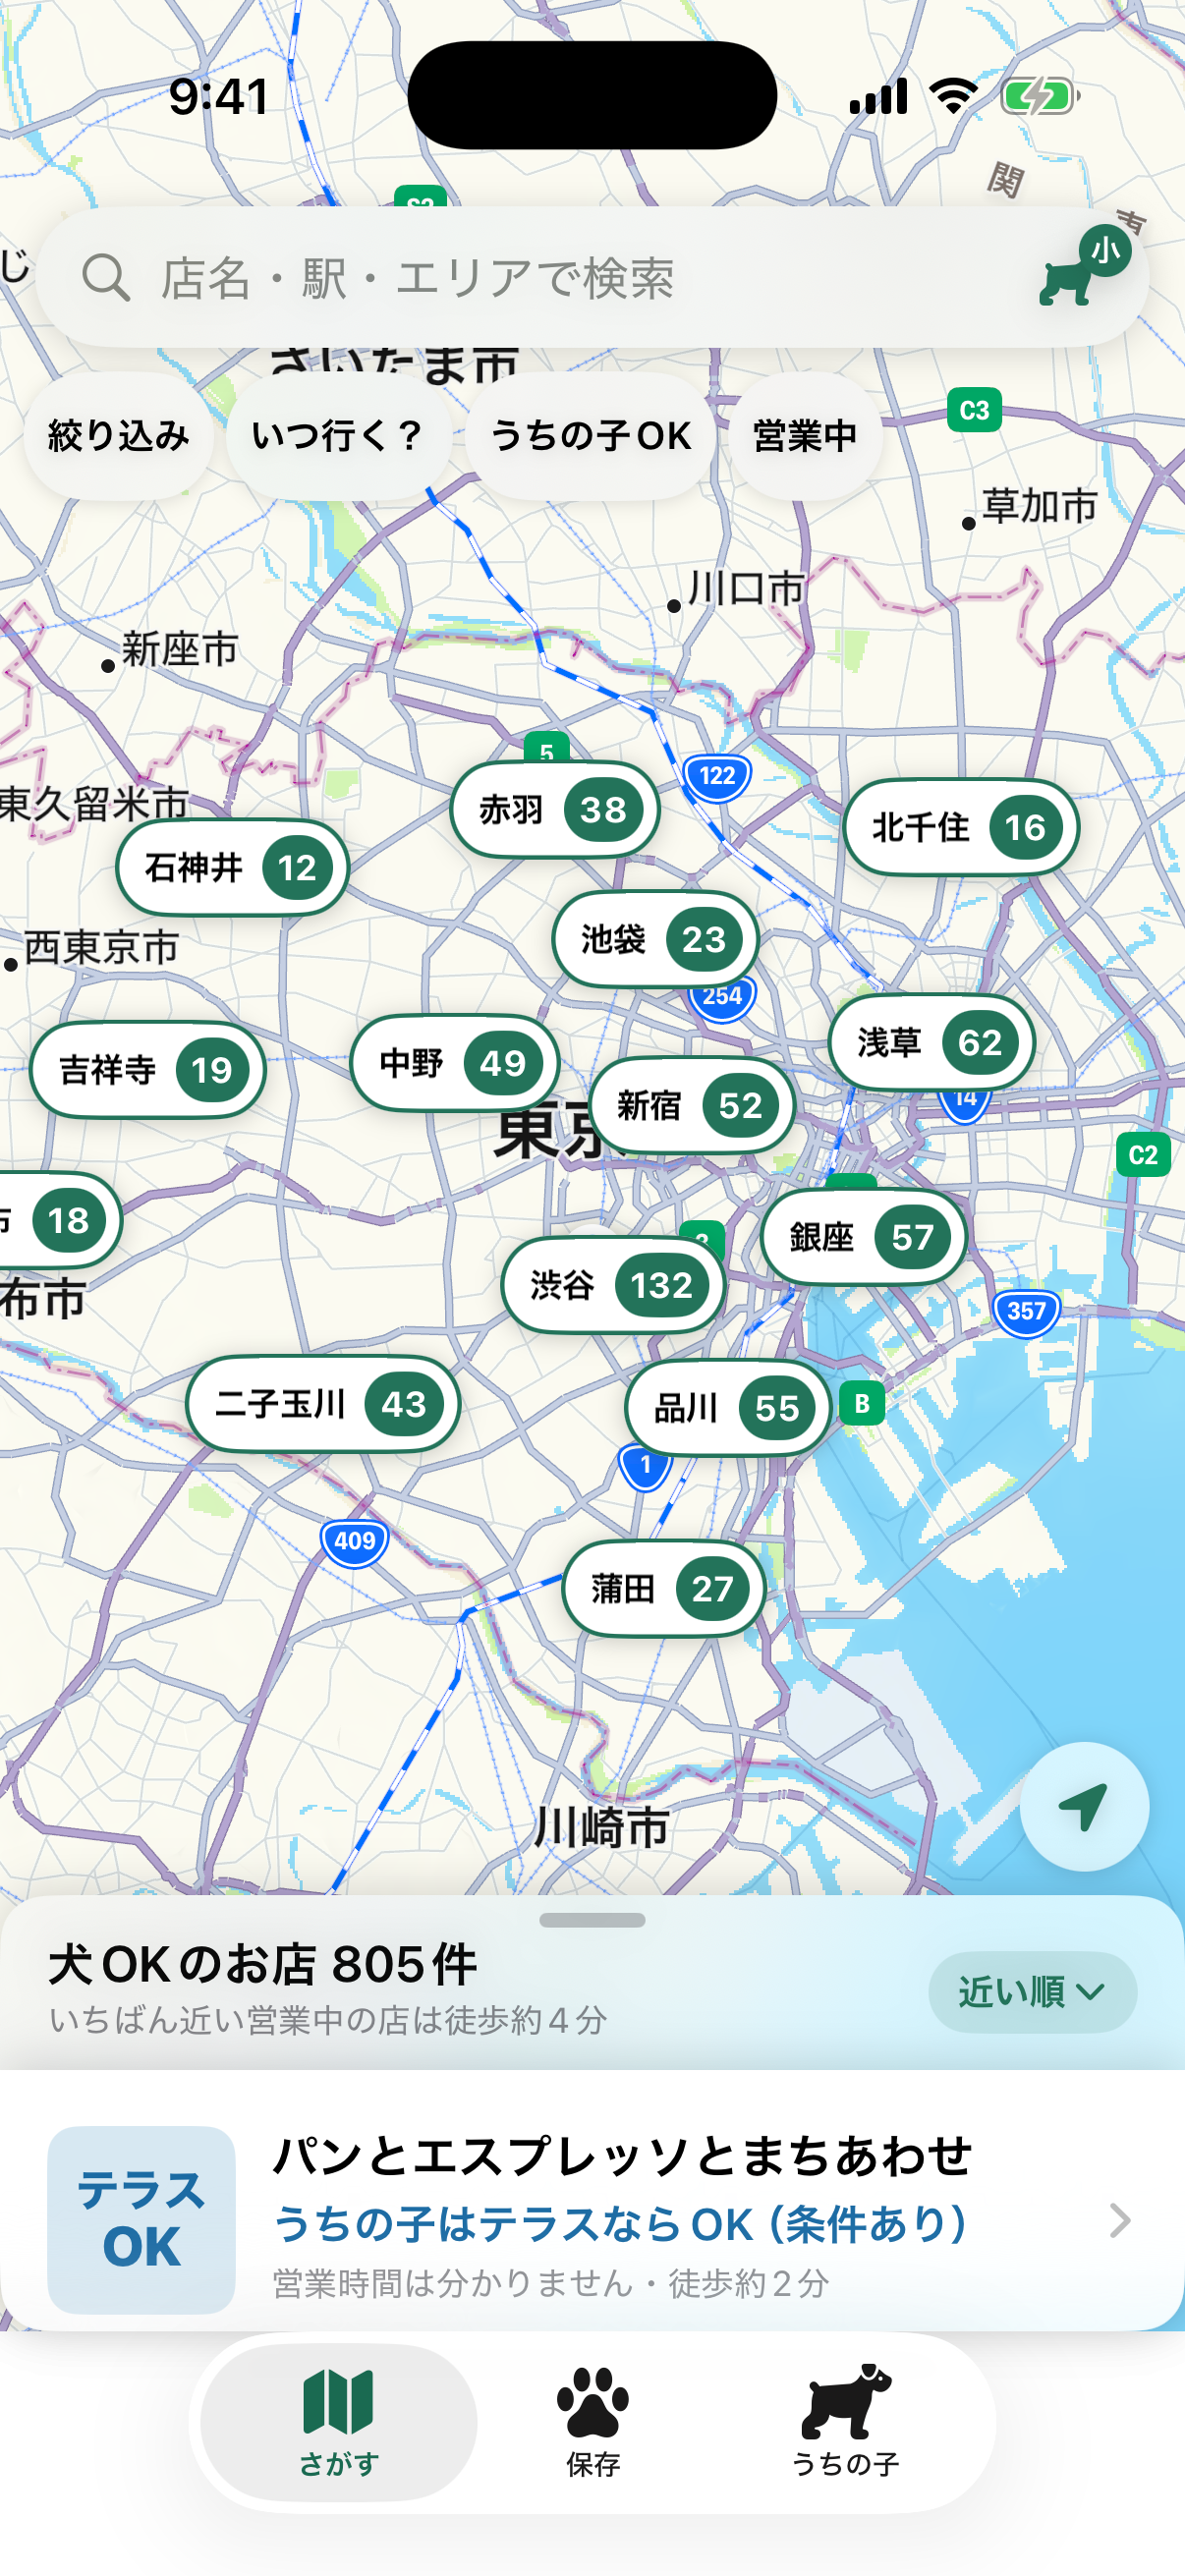 9:41
関
東
じ
店名・駅・エリアで検索
小
さいたま市
絞り込み
いつ行く？
うちの子OK
営業中
C3
草加市
川口市
新座市
5
122
赤羽 38
北千住 16
東久留米市
石神井 12
池袋 23
西東京市
254
浅草 62
吉祥寺 19
中野 49
新宿 52
14
東京
C2
市 18
銀座 57
渋谷 132
布市
357
二子玉川 43
品川 55
B
1
409
蒲田 27
川崎市
犬OKのお店 805件
いちばん近い営業中の店は徒歩約4分
近い順
テラス
OK
パンとエスプレッソとまちあわせ
うちの子はテラスならOK（条件あり）
営業時間は分かりません・徒歩約2分
さがす
保存
うちの子